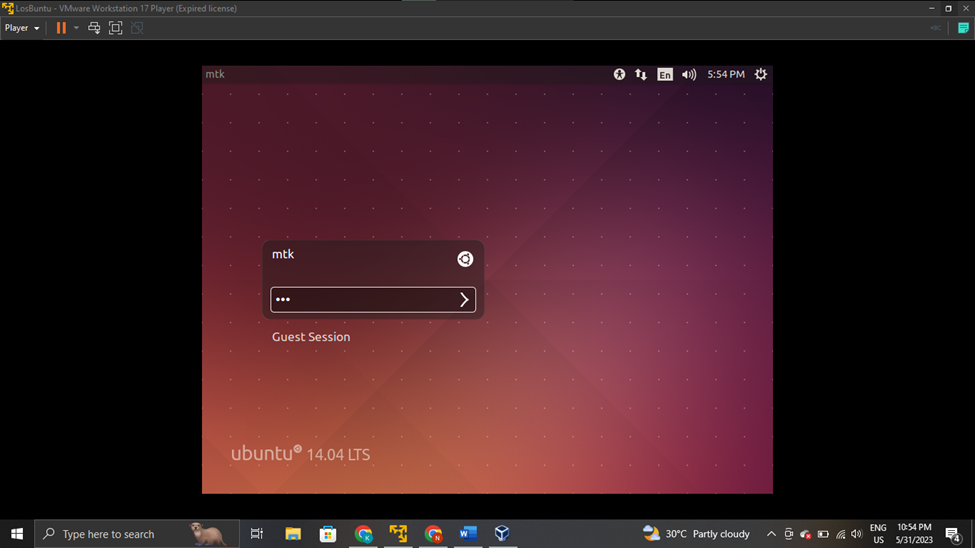 LosBuntu - VMware Workstation 17 Player (Expired license)
Player
mtk
En
5:54 PM
mtk
•••
Guest Session
ubuntu 14.04 LTS
Type here to search
K
N
W
30°C Partly cloudy
ENG
US
10:54 PM
5/31/2023
4